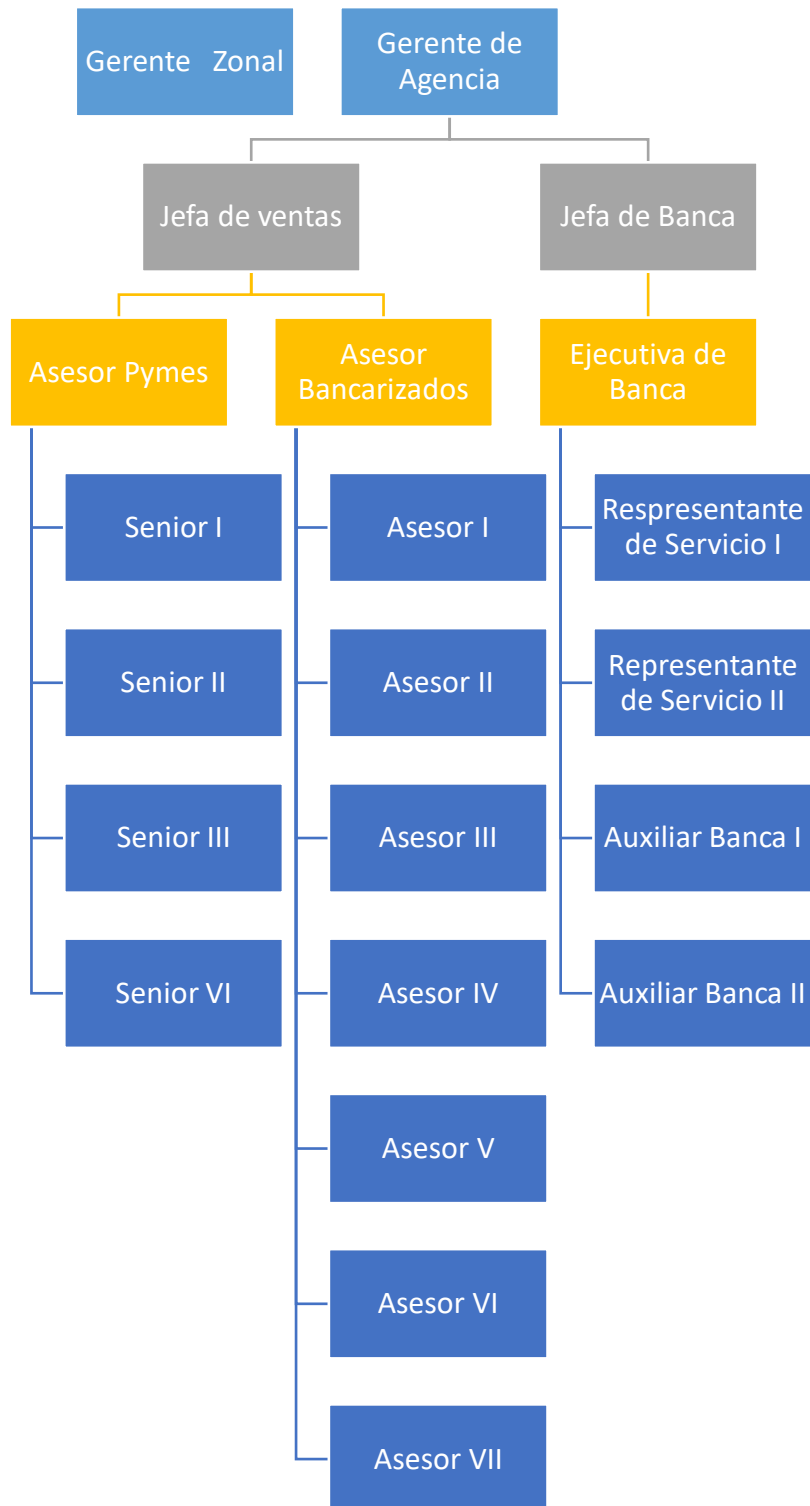 Gerente Zonal
Gerente de
Agencia
Jefa de ventas
Jefa de Banca
Asesor Pymes
Asesor
Bancarizados
Ejecutiva de
Banca
Senior I
Asesor I
Respresentante
de Servicio I
Senior II
Asesor II
Representante
de Servicio II
Senior III
Asesor III
Auxiliar Banca I
Senior VI
Asesor IV
Auxiliar Banca II
Asesor V
Asesor VI
Asesor VII